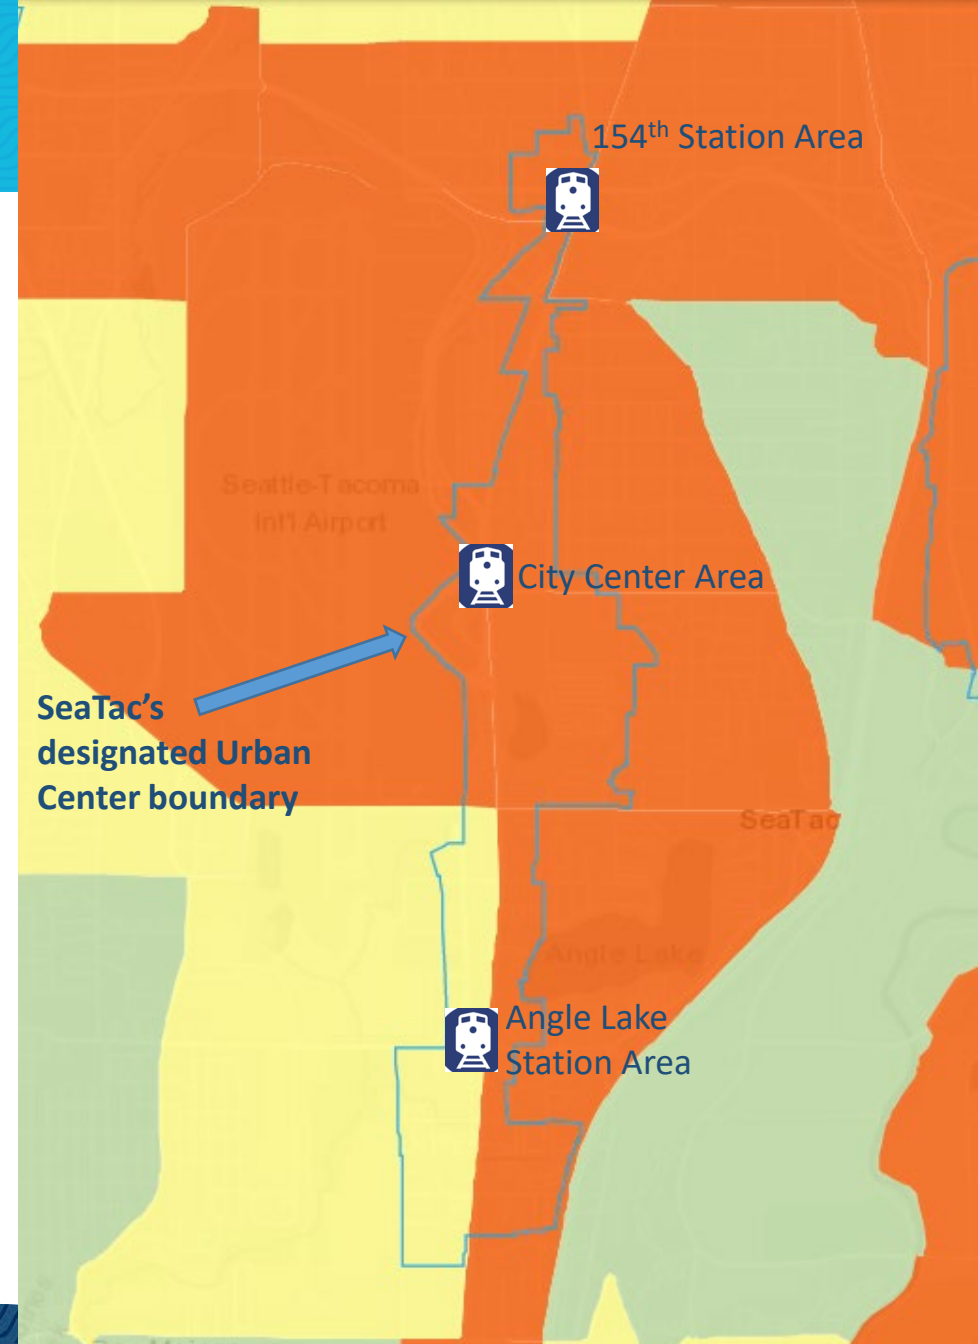 154th Station Area
Seattle-Tacoma
Int'l Airport
City Center Area
SeaTac's
designated Urban
Center boundary
SeaTac
Angle Lake
Angle Lake
Station Area